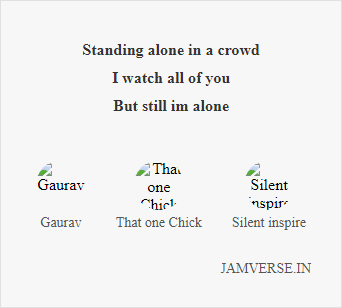 Standing alone in a crowd
I watch all of you
But still im alone
Gaurav
That one Chick
Silent inspire
Gaurav That one Chick Silent inspire
JAMVERSE.IN